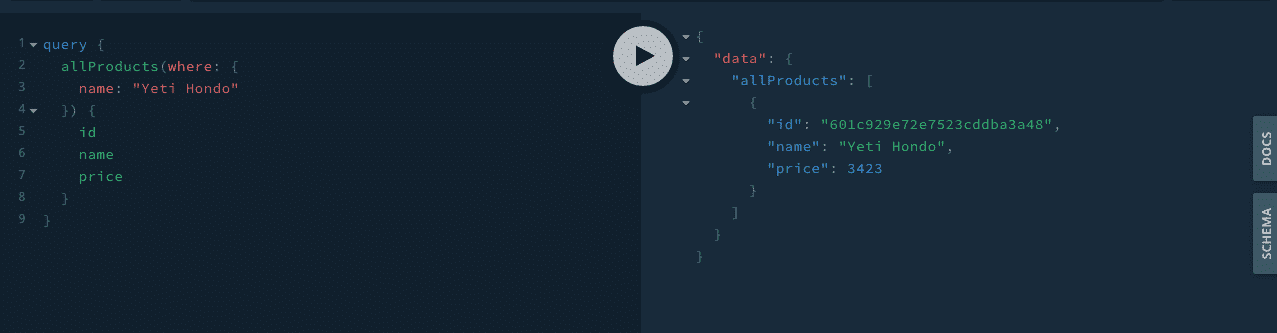 1 query {
2 allProducts(where: {
3 name: "Yeti Hondo"
4 }) {
5 id
6 name
7 price
8 }
9 }
{
"data": {
"allProducts": [
{
"id": "601c929e72e7523cddba3a48",
"name": "Yeti Hondo",
"price": 3423
}
]
}
}
DOCS
SCHEMA